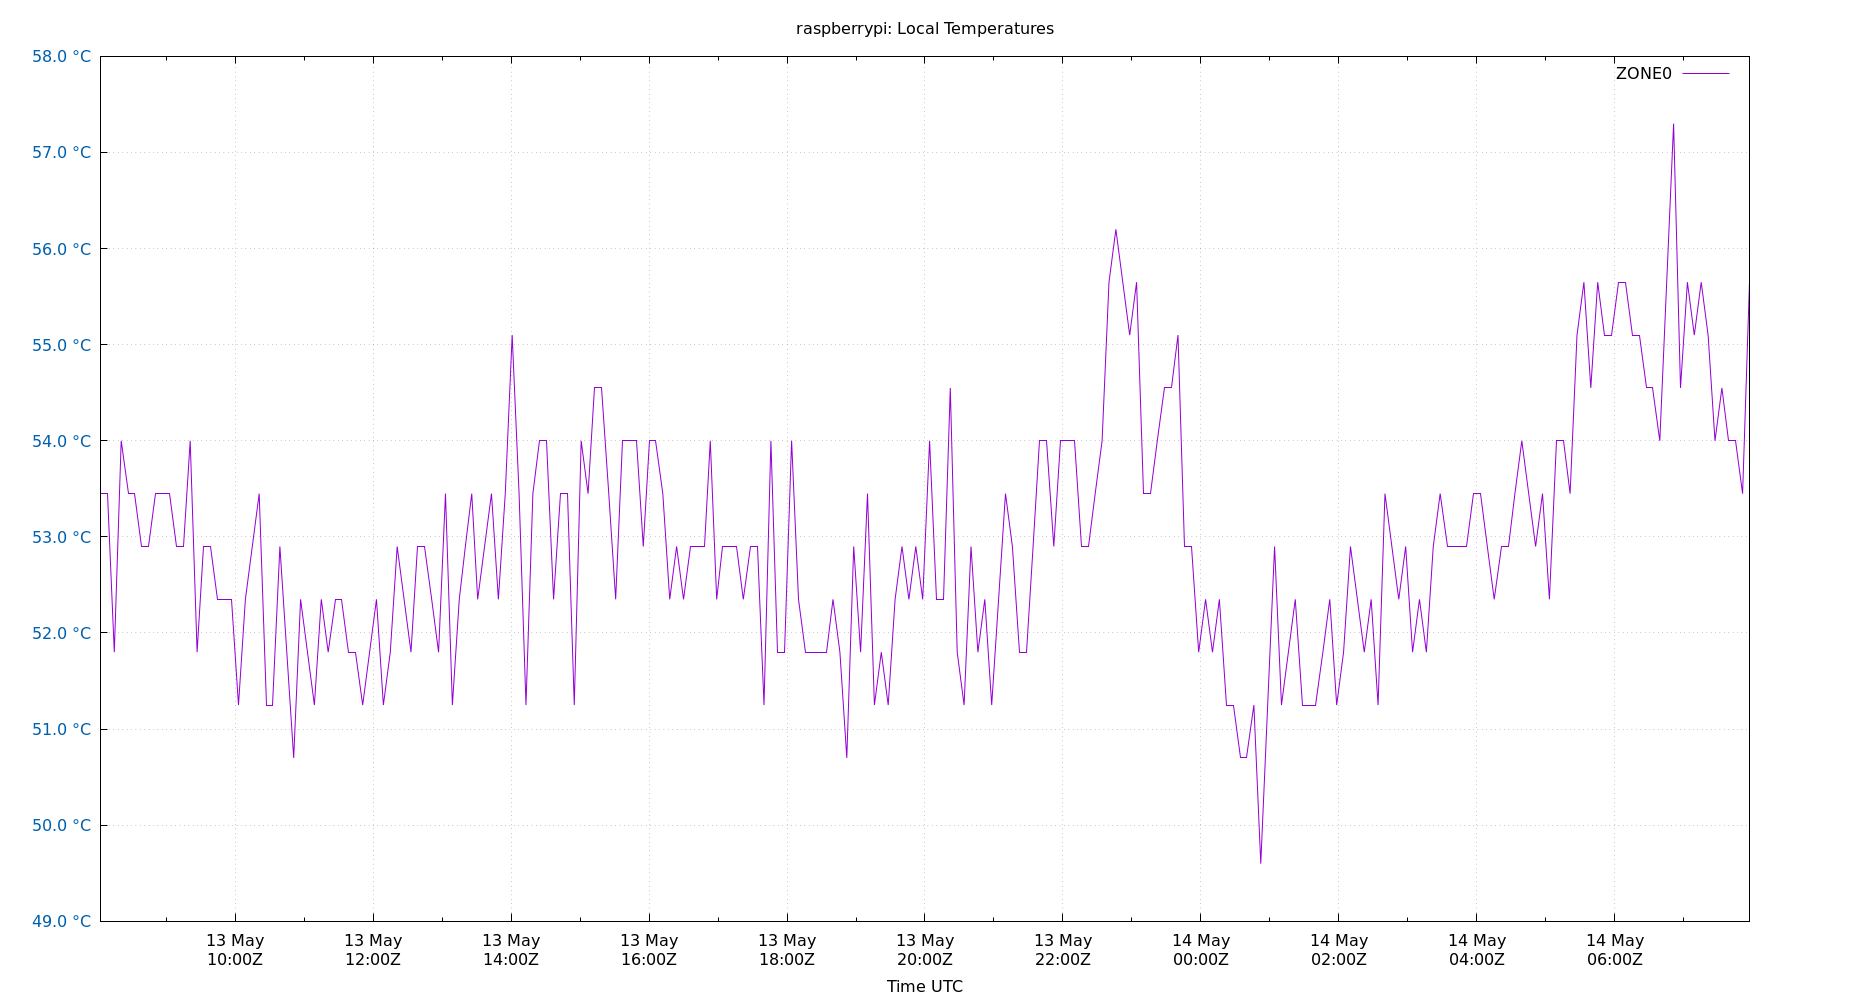 raspberrypi: Local Temperatures
ZONE0
58.0 °C
57.0 °C
56.0 °C
55.0 °C
54.0 °C
53.0 °C
52.0 °C
51.0 °C
50.0 °C
49.0 °C
13 May 13 May 13 May 13 May 13 May 13 May 13 May 14 May 14 May 14 May 14 May
10:00Z 12:00Z 14:00Z 16:00Z 18:00Z 20:00Z 22:00Z 00:00Z 02:00Z 04:00Z 06:00Z
Time UTC